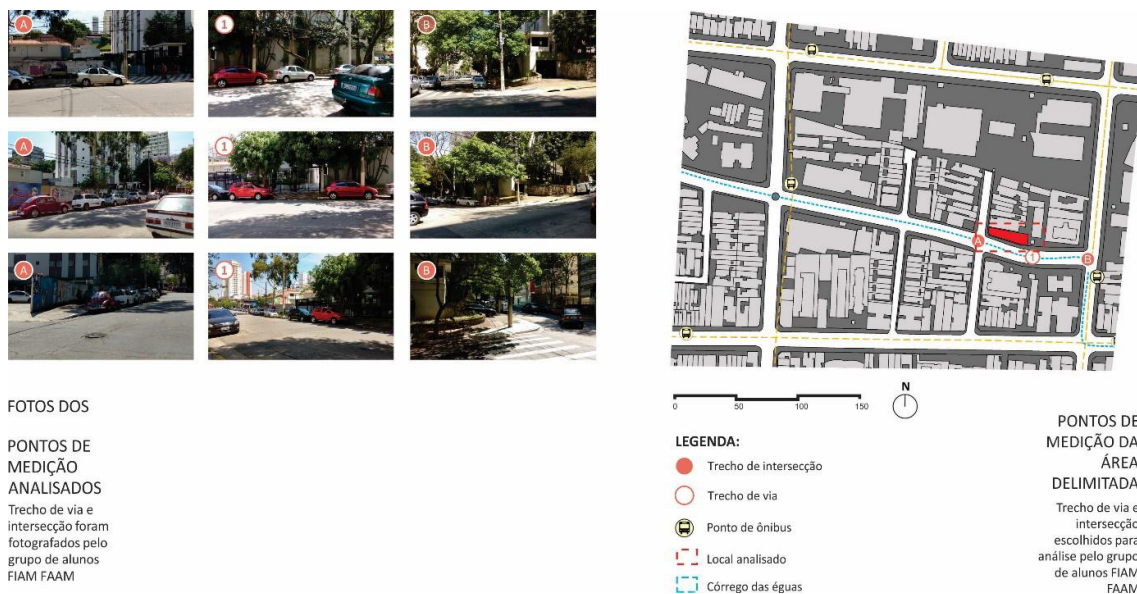 A
1
B
A
1
B
A
1
B
FOTOS DOS
PONTOS DE
MEDIÇÃO
ANALISADOS
Trecho de via e
intersecção foram
fotografados pelo
grupo de alunos
FIAM FAAM
A
1
B
0 50 100 150
N
LEGENDA:
Trecho de intersecção
Trecho de via
Ponto de ônibus
Local analisado
Córrego das éguas
PONTOS DE
MEDIÇÃO DA
ÁREA
DELIMITADA
Trecho de via e
intersecção
escolhidos para
análise pelo grupo
de alunos FIAM
FAAM